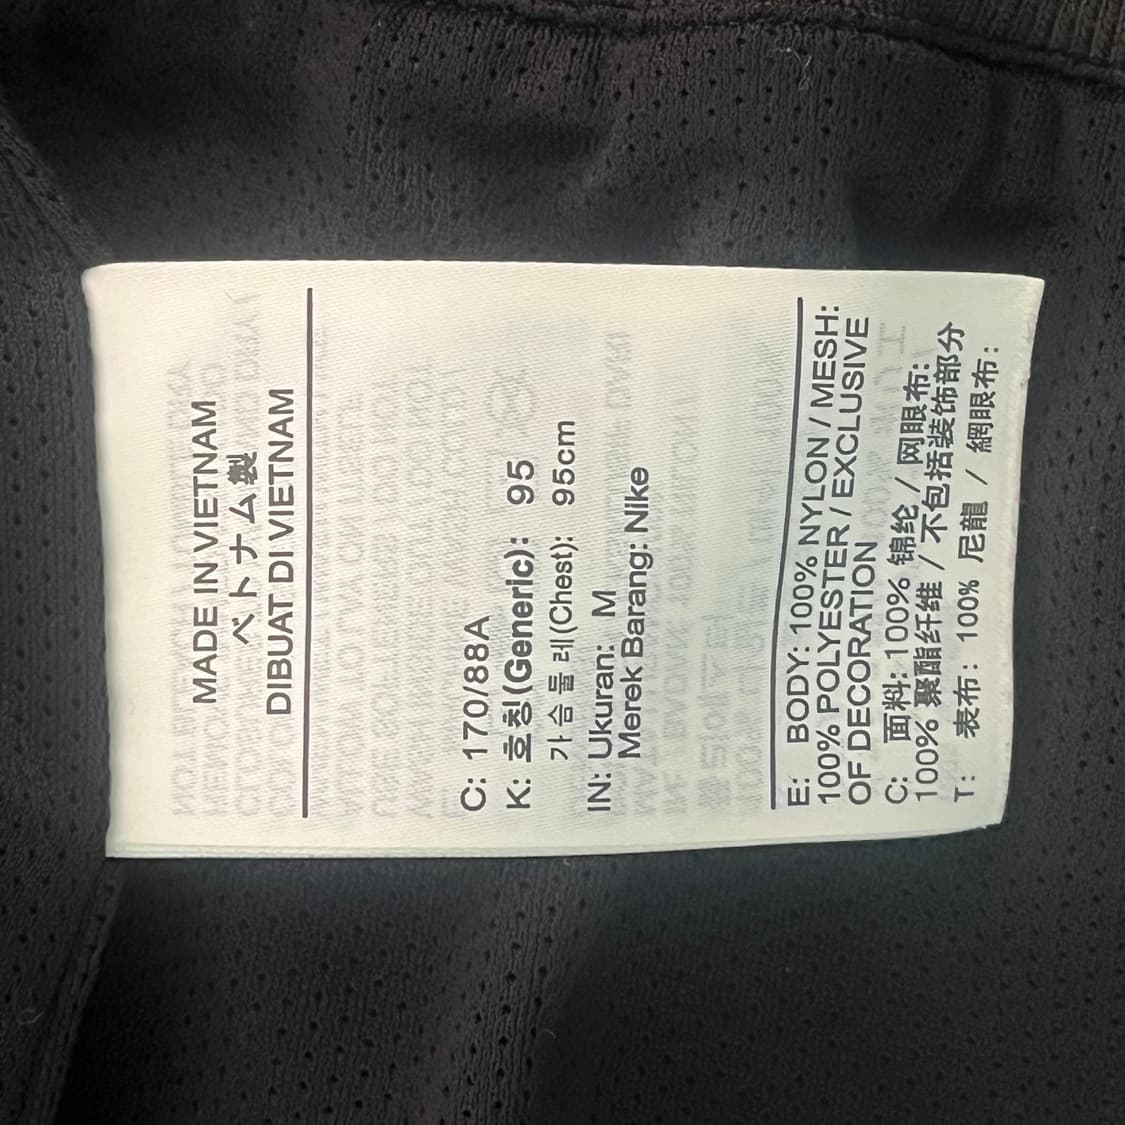 MADE IN VIETNAM
ベトナム製
DIBUAT DI VIETNAM
C: 170/88A
K: 호칭(Generic): 95
가슴둘레(Chest): 95cm
IN: Ukuran: M
Merek Barang: Nike
E: BODY: 100% NYLON / MESH:
100% POLYESTER / EXCLUSIVE
OF DECORATION
C: 面料: 100% 锦纶 / 网眼布:
100% 聚酯纤维 / 不包括装饰部分
T: 表布: 100% 尼龍 / 網眼布: